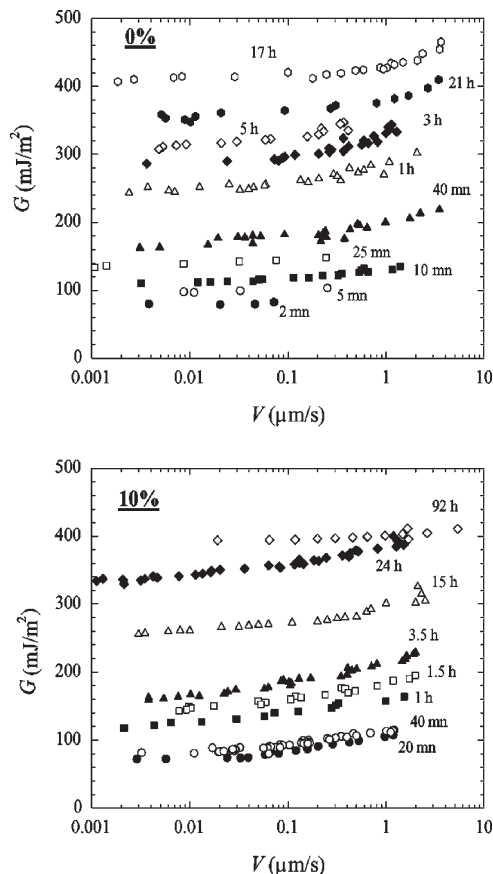 500
0%
17 h
400
21 h
5 h
3 h
300
1 h
G (mJ/m²)
200
40 mn
25 mn
10 mn
100
5 mn
2 mn
0
0.001 0.01 0.1 1 10
V (μm/s)
500
10%
92 h
400
24 h
15 h
300
G (mJ/m²)
3.5 h
200
1.5 h
1 h
100
40 mn
20 mn
0
0.001 0.01 0.1 1 10
V (μm/s)